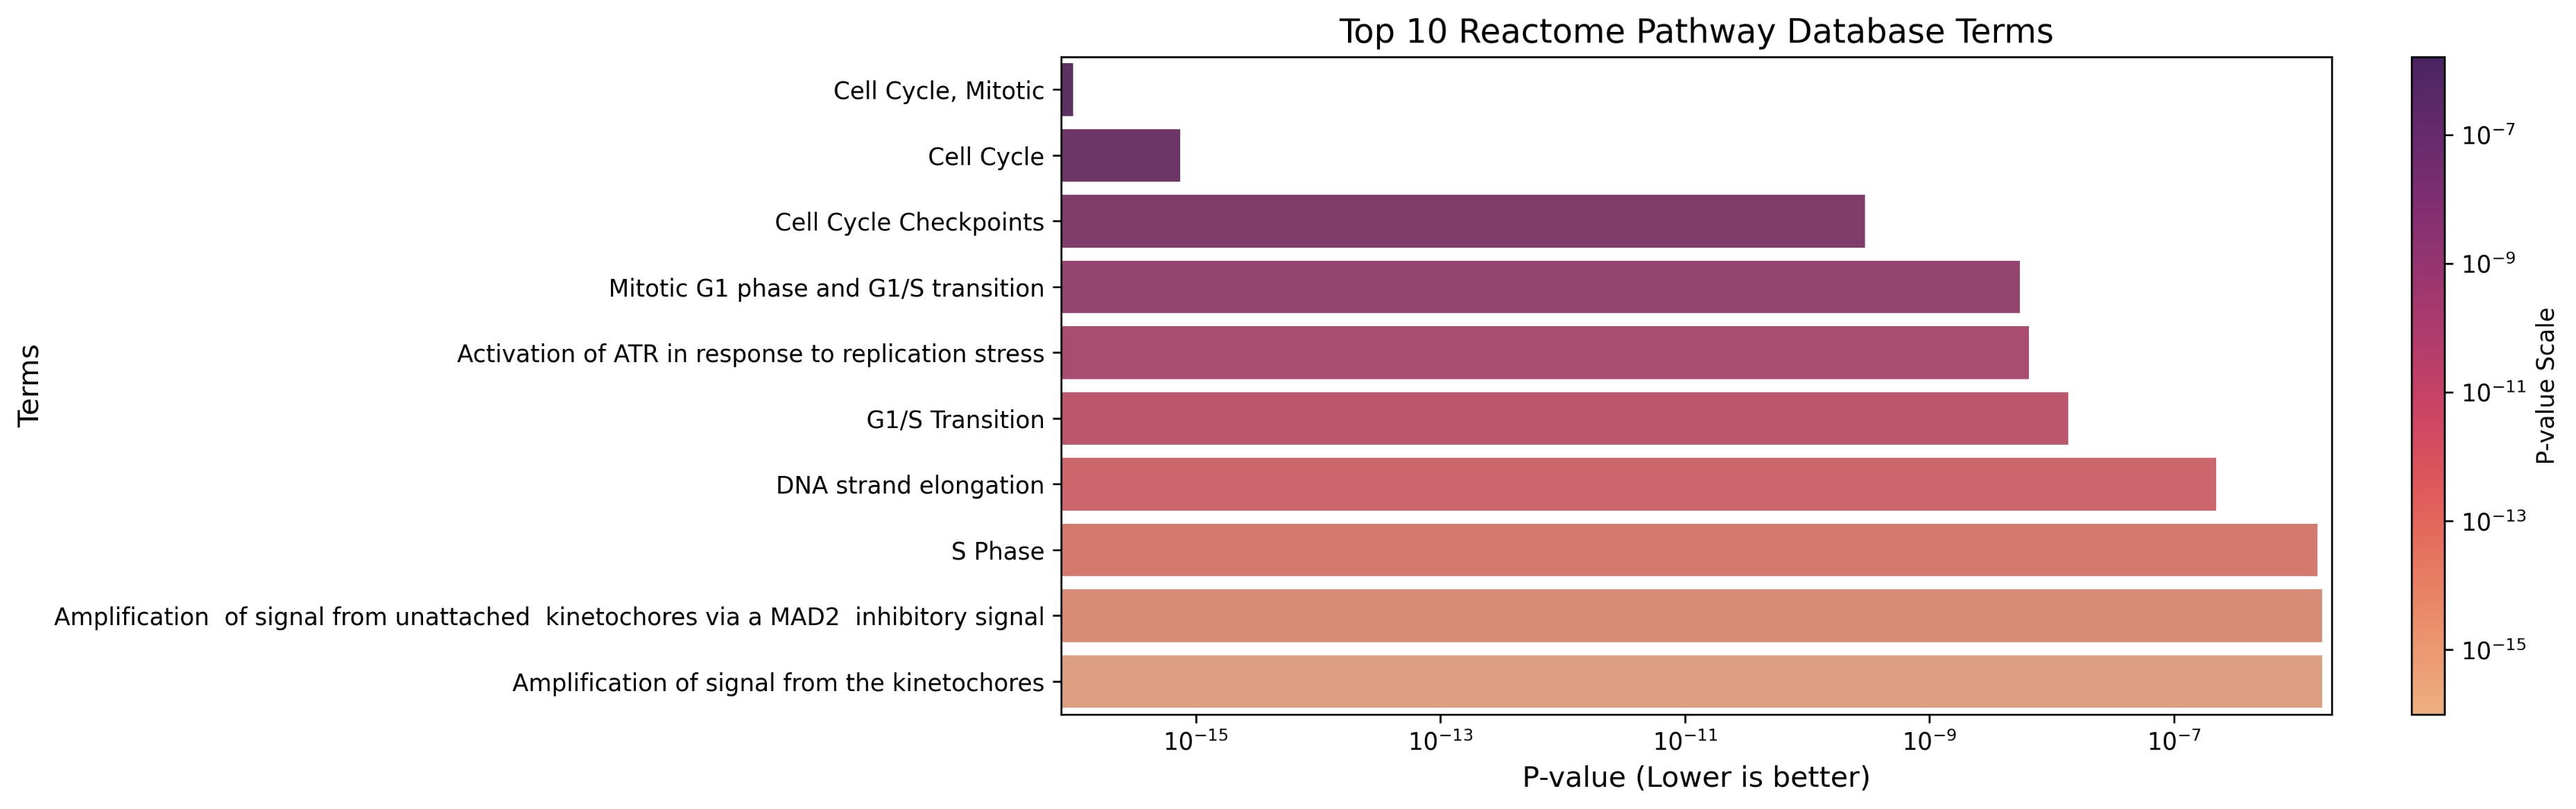 Top 10 Reactome Pathway Database Terms
Terms
Cell Cycle, Mitotic
Cell Cycle
Cell Cycle Checkpoints
Mitotic G1 phase and G1/S transition
Activation of ATR in response to replication stress
G1/S Transition
DNA strand elongation
S Phase
Amplification  of signal from unattached  kinetochores via a MAD2  inhibitory signal
Amplification of signal from the kinetochores
10⁻¹⁵ 10⁻¹³ 10⁻¹¹ 10⁻⁹ 10⁻⁷
P-value (Lower is better)
10⁻⁷
10⁻⁹
10⁻¹¹
10⁻¹³
10⁻¹⁵
P-value Scale